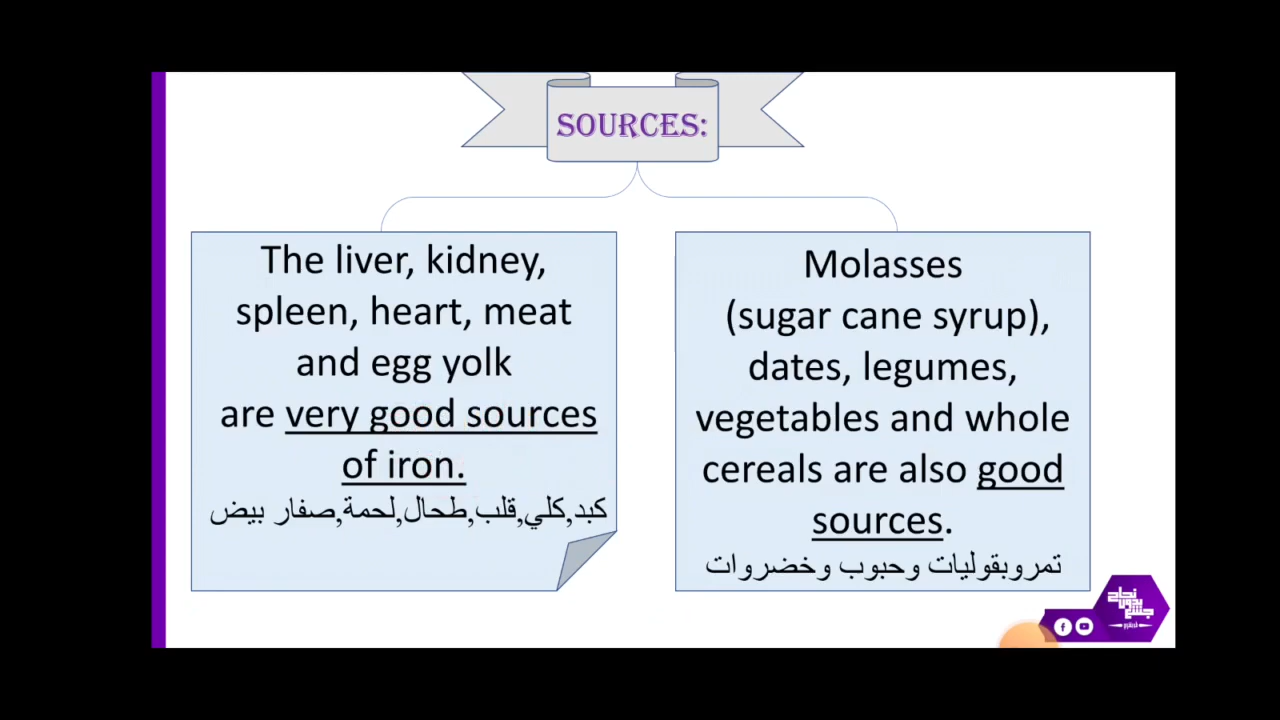 SOURCES:
The liver, kidney,
spleen, heart, meat
and egg yolk
are very good sources
of iron.
كبد,كلي,قلب,طحال,لحمة,صفار بيض
Molasses
(sugar cane syrup),
dates, legumes,
vegetables and whole
cereals are also good
sources.
تمروبقوليات وحبوب وخضروات
نجاح
بدون